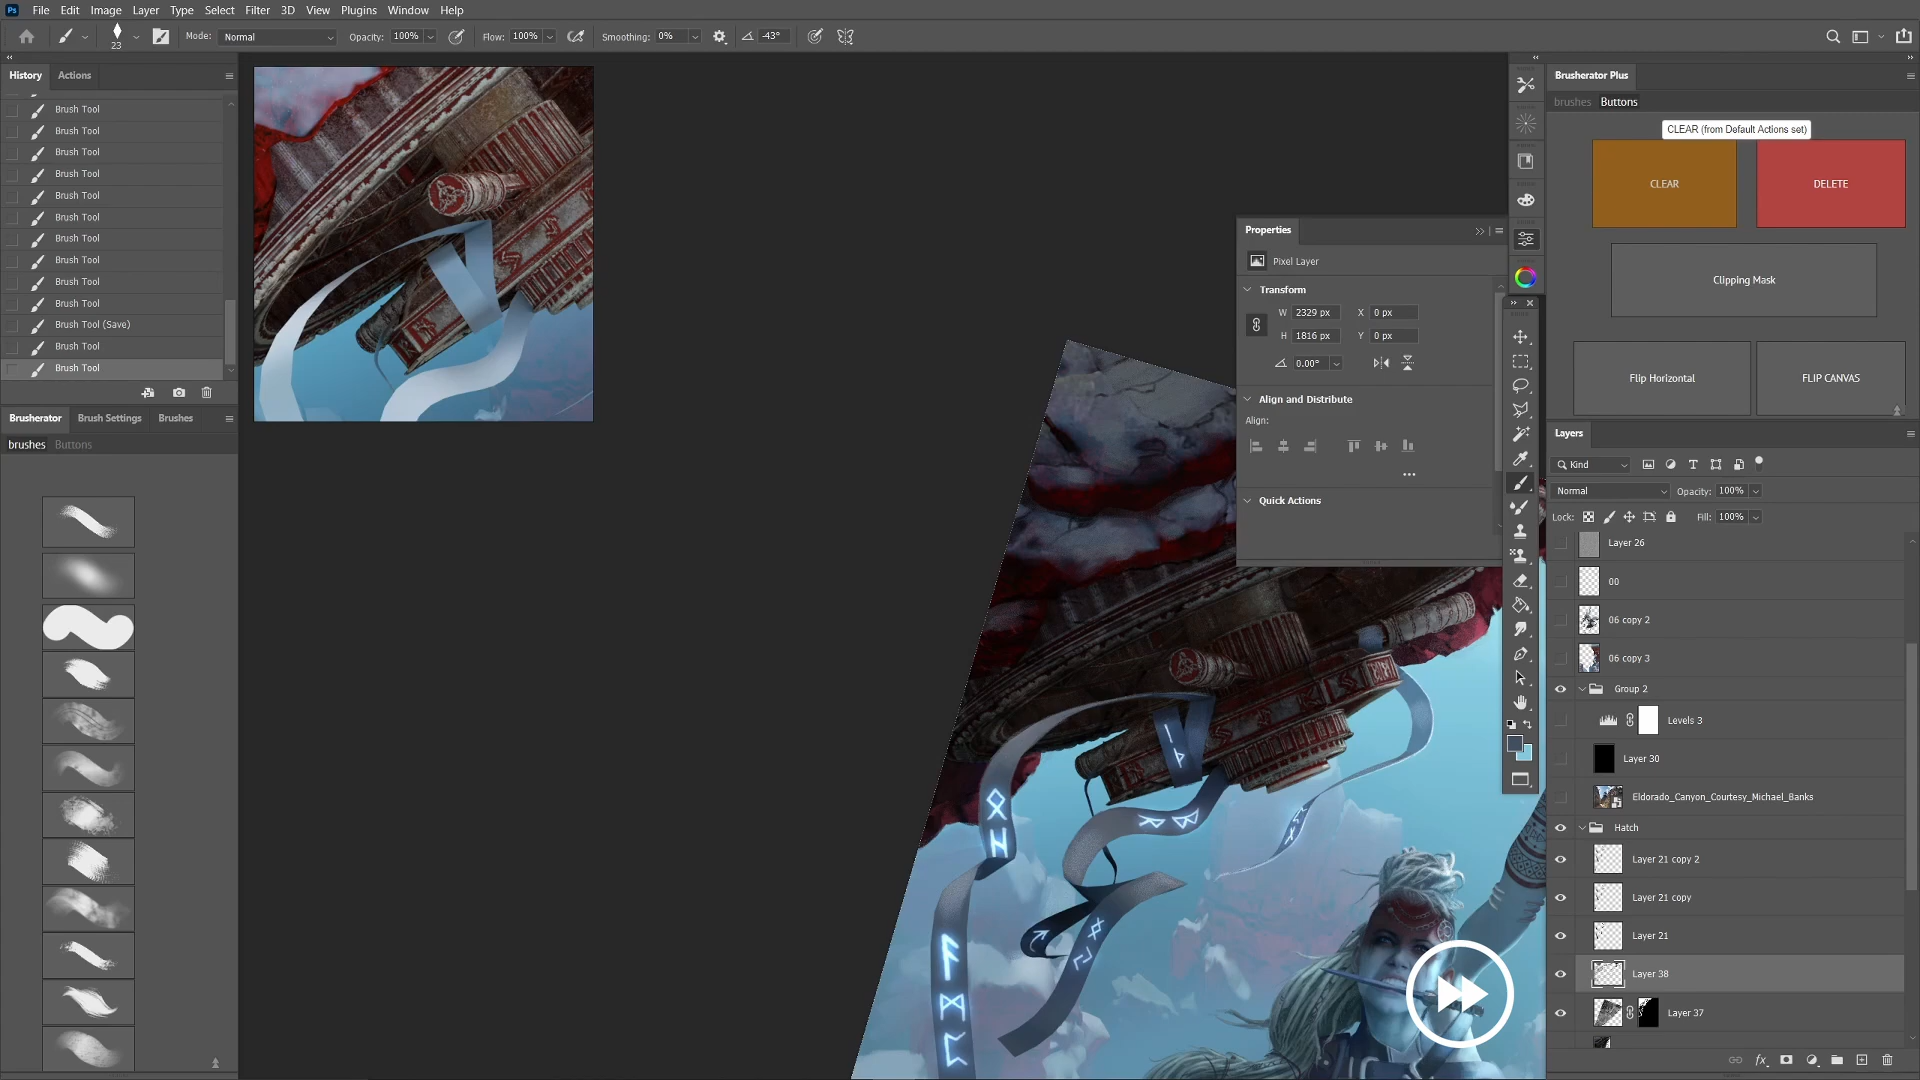 Ps File Edit Image Layer Type Select Filter 3D View Plugins Window Help
23 Mode: Normal Opacity: 100% Flow: 100% Smoothing: 0% -43°
History Actions
Brush Tool
Brush Tool
Brush Tool
Brush Tool
Brush Tool
Brush Tool
Brush Tool
Brush Tool
Brush Tool
Brush Tool
Brush Tool (Save)
Brush Tool
Brush Tool
Brusherator Brush Settings Brushes
brushes Buttons
Properties
Pixel Layer
Transform
W 2329 px X 0 px
H 1816 px Y 0 px
0.00°
Align and Distribute
Align:
Quick Actions
Brusherator Plus
brushes Buttons
CLEAR (from Default Actions set)
CLEAR DELETE
Clipping Mask
Flip Horizontal FLIP CANVAS
Layers
Kind
Normal Opacity: 100%
Lock: Fill: 100%
Layer 26
00
06 copy 2
06 copy 3
Group 2
Levels 3
Layer 30
Eldorado_Canyon_Courtesy_Michael_Banks
Hatch
Layer 21 copy 2
Layer 21 copy
Layer 21
Layer 38
Layer 37
fx